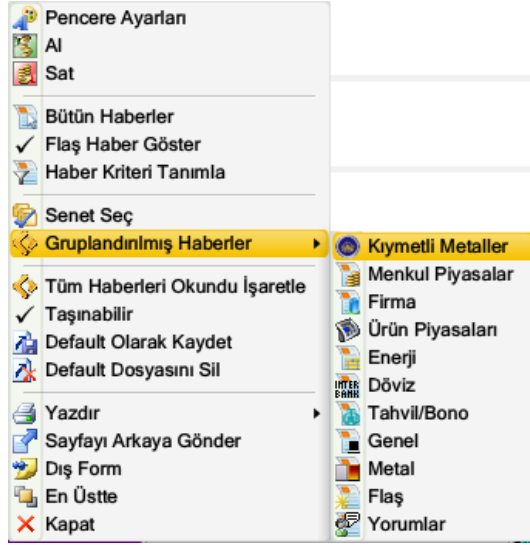 Pencere Ayarları
Al
Sat
Bütün Haberler
Flaş Haber Göster
Haber Kriteri Tanımla
Senet Seç
Gruplandırılmış Haberler
Tüm Haberleri Okundu İşaretle
Taşınabilir
Default Olarak Kaydet
Default Dosyasını Sil
Yazdır
Sayfayı Arkaya Gönder
Dış Form
En Üstte
Kapat
Kıymetli Metaller
Menkul Piyasalar
Firma
Ürün Piyasaları
Enerji
INTER
BANK
Döviz
Tahvil/Bono
Genel
Metal
Flaş
Yorumlar